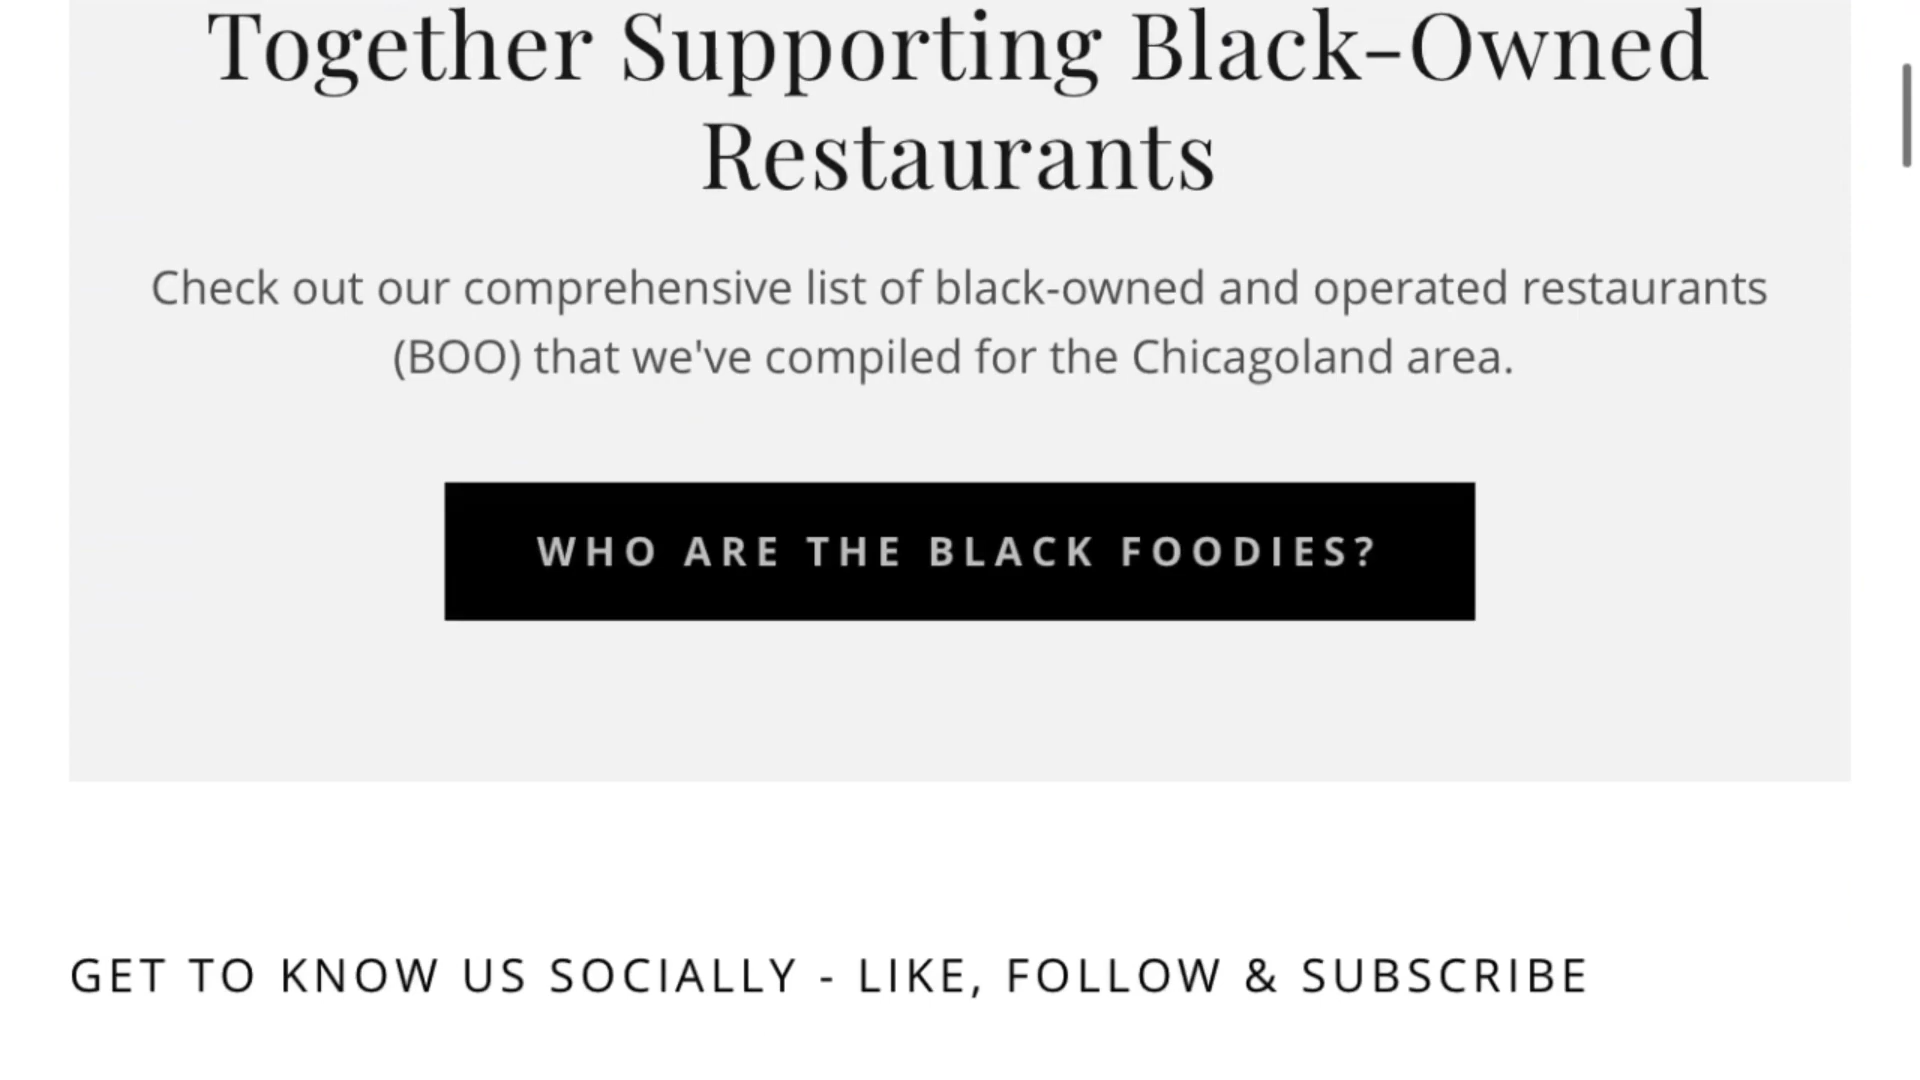 Together Supporting Black-Owned
Restaurants
Check out our comprehensive list of black-owned and operated restaurants
(BOO) that we've compiled for the Chicagoland area.
WHO ARE THE BLACK FOODIES?
GET TO KNOW US SOCIALLY - LIKE, FOLLOW & SUBSCRIBE